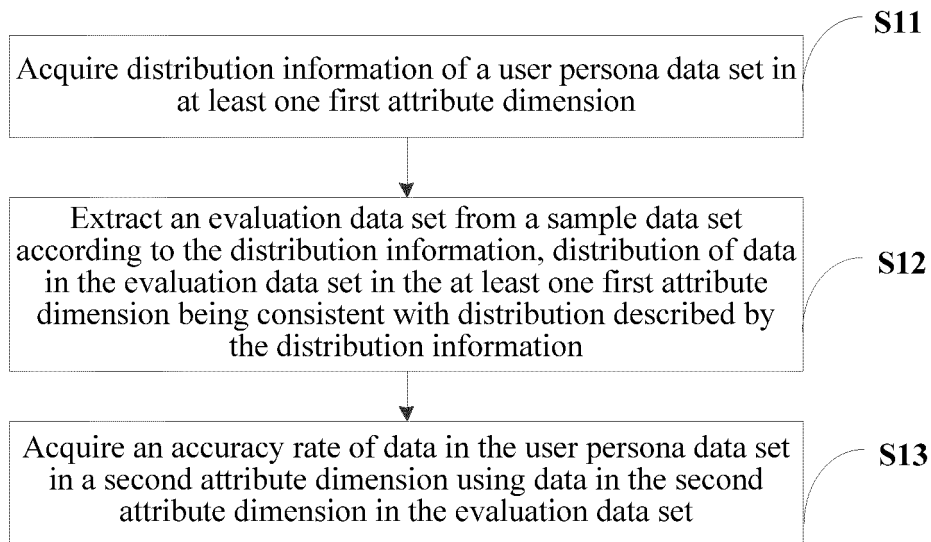 S11
Acquire distribution information of a user persona data set in
at least one first attribute dimension
Extract an evaluation data set from a sample data set
according to the distribution information, distribution of data
in the evaluation data set in the at least one first attribute
dimension being consistent with distribution described by
the distribution information
S12
Acquire an accuracy rate of data in the user persona data set
in a second attribute dimension using data in the second
attribute dimension in the evaluation data set
S13